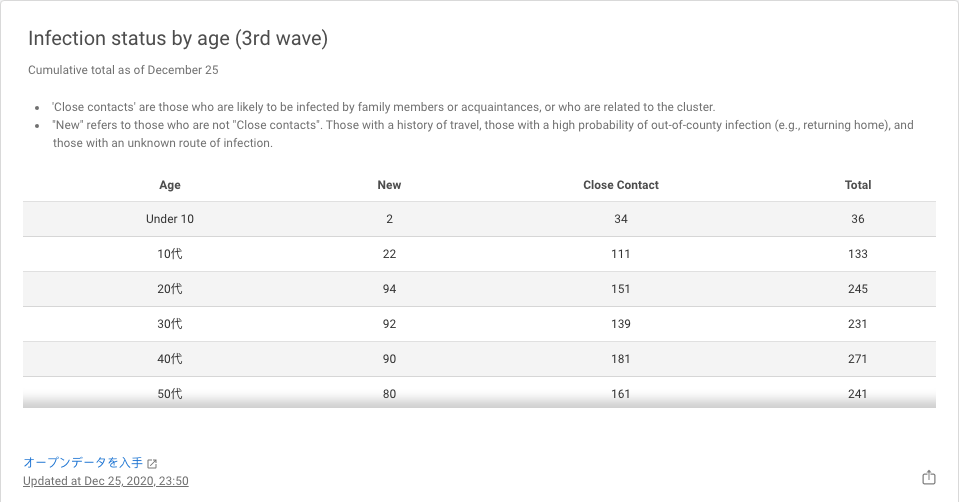 Infection status by age (3rd wave)
Cumulative total as of December 25
'Close contacts' are those who are likely to be infected by family members or acquaintances, or who are related to the cluster.
"New" refers to those who are not "Close contacts". Those with a history of travel, those with a high probability of out-of-county infection (e.g., returning home), and
those with an unknown route of infection.
Age New Close Contact Total
Under 10 2 34 36
10代 22 111 133
20代 94 151 245
30代 92 139 231
40代 90 181 271
50代 80 161 241
オープンデータを入手
Updated at Dec 25, 2020, 23:50